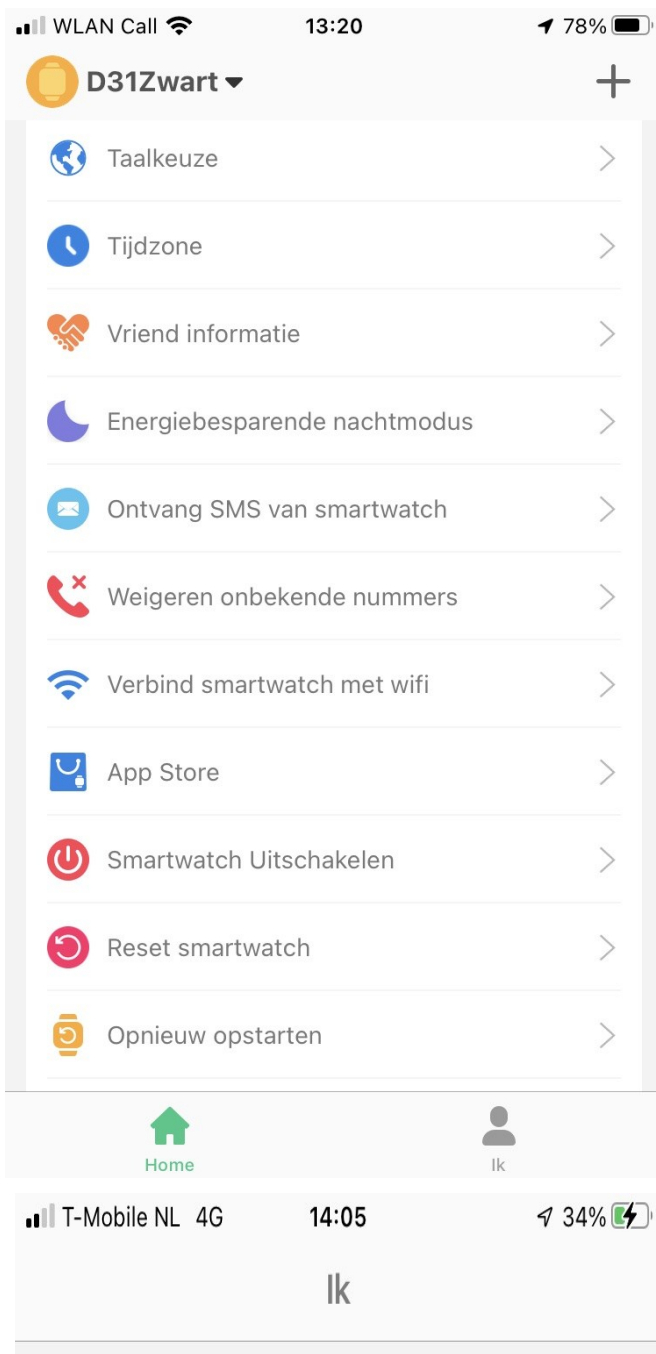 WLAN Call 13:20 78%
D31Zwart
Taalkeuze
Tijdzone
Vriend informatie
Energiebesparende nachtmodus
Ontvang SMS van smartwatch
Weigeren onbekende nummers
Verbind smartwatch met wifi
App Store
Smartwatch Uitschakelen
Reset smartwatch
Opnieuw opstarten
Home Ik
T-Mobile NL 4G 14:05 34%
Ik